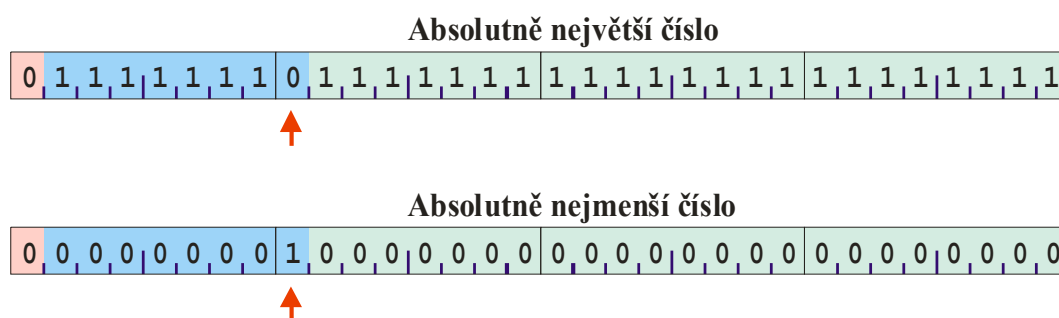 Absolutně největší číslo
0 1 1 1 1 1 1 1 0 1 1 1 1 1 1 1 1 1 1 1 1 1 1 1 1 1 1 1 1 1 1 1
Absolutně nejmenší číslo
0 0 0 0 0 0 0 0 1 0 0 0 0 0 0 0 0 0 0 0 0 0 0 0 0 0 0 0 0 0 0 0